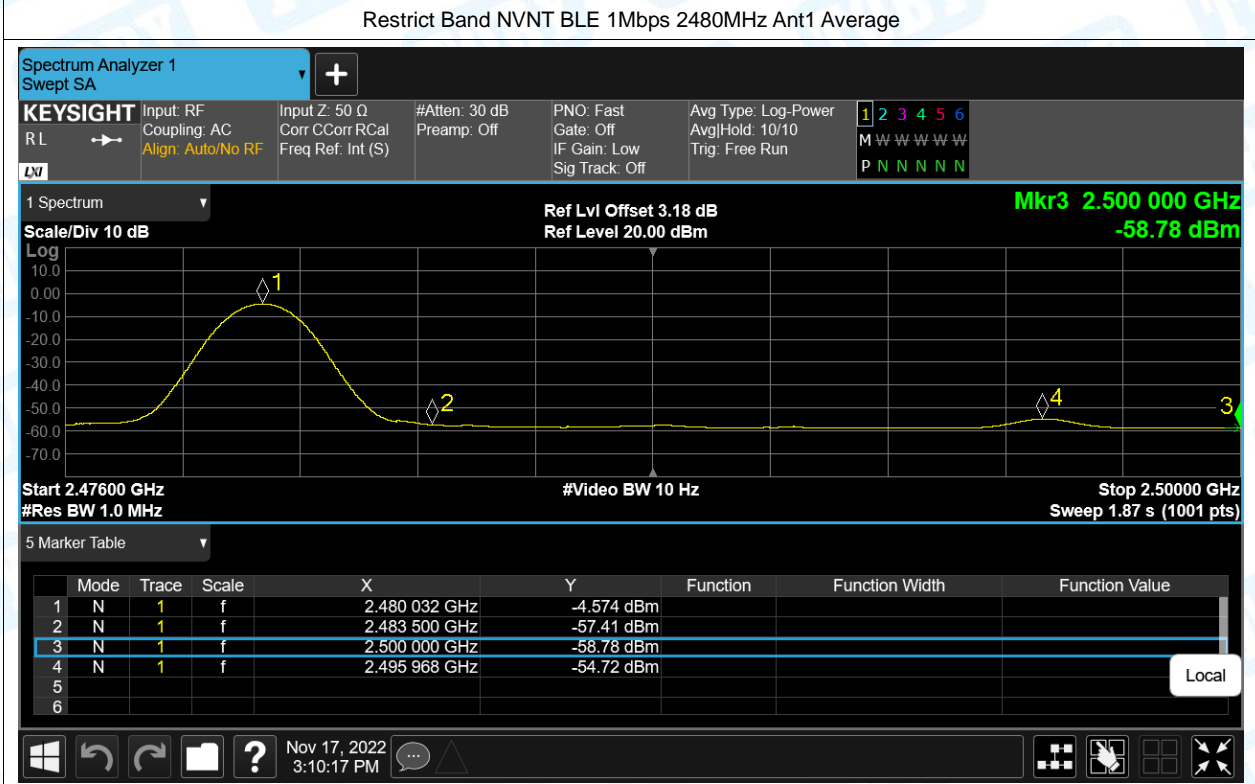 Restrict Band NVNT BLE 1Mbps 2480MHz Ant1 Average
Spectrum Analyzer 1
Swept SA
+
KEYSIGHT Input: RF Input Z: 50 Ω #Atten: 30 dB PNO: Fast Avg Type: Log-Power 1 2 3 4 5 6
RL Coupling: AC Corr CCorr RCal Preamp: Off Gate: Off Avg|Hold: 10/10 M W W W W W
Align: Auto/No RF Freq Ref: Int (S) IF Gain: Low Trig: Free Run
LXI Sig Track: Off P N N N N N
1 Spectrum Ref Lvl Offset 3.18 dB Mkr3 2.500 000 GHz
Scale/Div 10 dB Ref Level 20.00 dBm -58.78 dBm
Log
10.0
0.00
-10.0
-20.0
-30.0
-40.0
-50.0
-60.0
-70.0
1
2
4
3
Start 2.47600 GHz #Video BW 10 Hz Stop 2.50000 GHz
#Res BW 1.0 MHz Sweep 1.87 s (1001 pts)
5 Marker Table
Mode Trace Scale X Y Function Function Width Function Value
1 N 1 f 2.480 032 GHz -4.574 dBm
2 N 1 f 2.483 500 GHz -57.41 dBm
3 N 1 f 2.500 000 GHz -58.78 dBm
4 N 1 f 2.495 968 GHz -54.72 dBm
5
6
Local
? Nov 17, 2022
3:10:17 PM